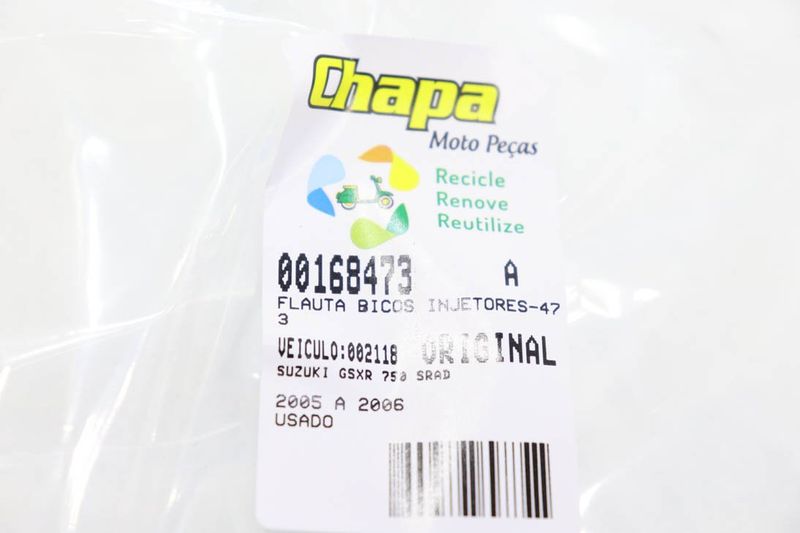 Chapa
Moto Peças
Recicle
Renove
Reutilize
00168473 A
FLAUTA BICOS INJETORES-47
3
VEICULO:002118 ORIGINAL
SUZUKI GSXR 750 SRAD
2005 A 2006
USADO